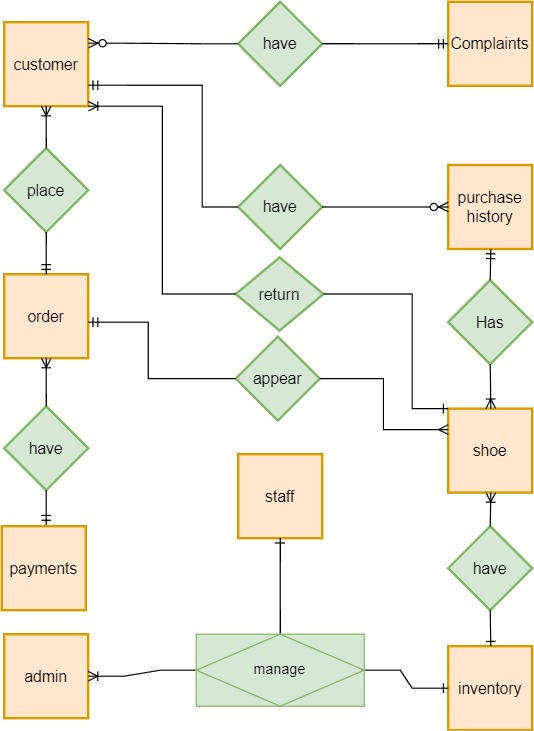 customer
have
Complaints
place
have
purchase
history
return
Has
order
appear
have
shoe
staff
have
payments
admin
manage
inventory